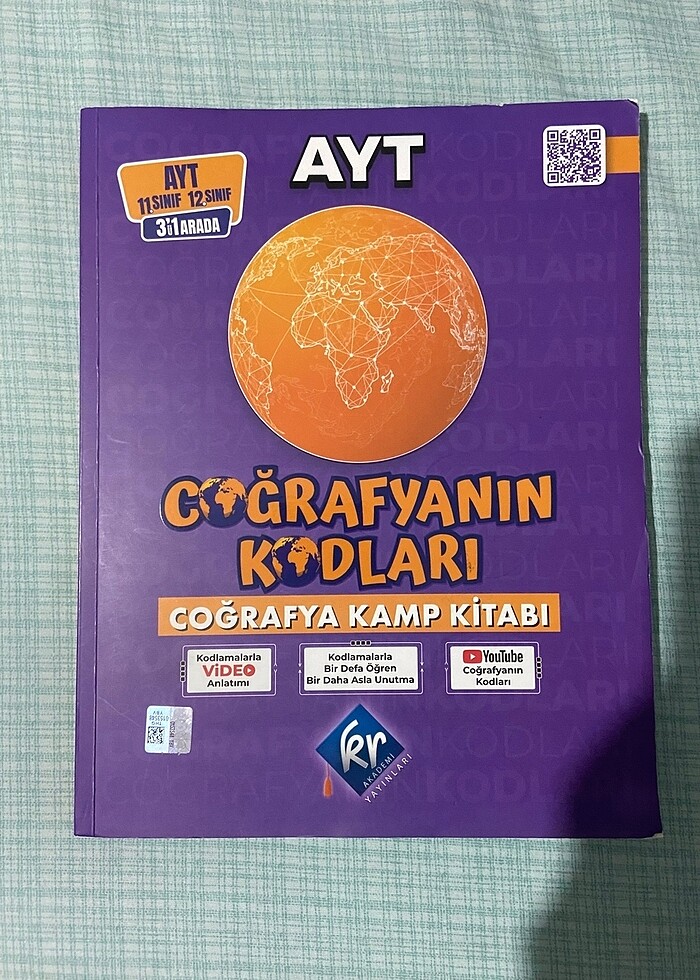 AYT
AYT
11.SINIF 12.SINIF
3'ü1 ARADA
COĞRAFYANIN
KODLARI
COĞRAFYA KAMP KİTABI
Kodlamalarla
VİDEO
Anlatımı
Kodlamalarla
Bir Defa Öğren
Bir Daha Asla Unutma
YouTube
Coğrafyanın
Kodları
kr
AKADEMİ
YAYINLARI